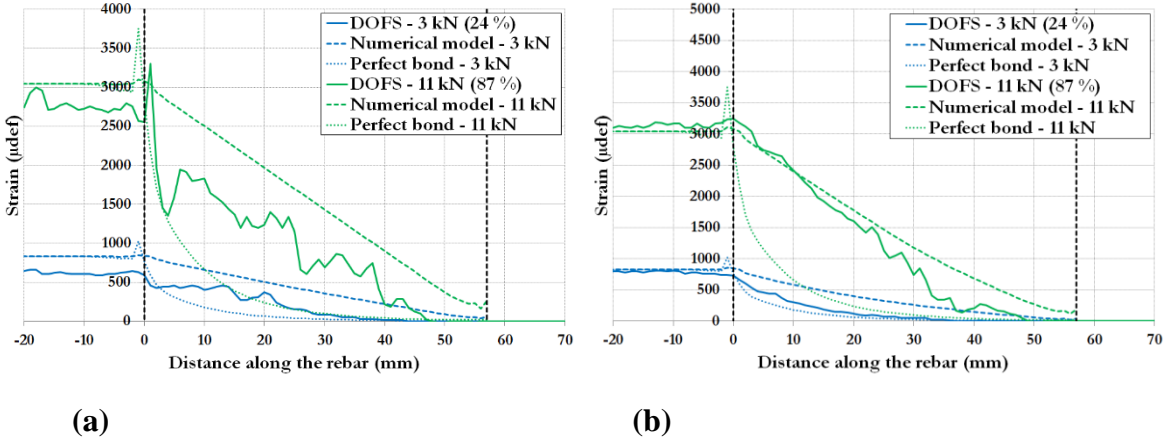 4000
3500
3000
2500
2000
1500
1000
500
0
Strain (µdef)
-20 -10 0 10 20 30 40 50 60 70
Distance along the rebar (mm)
DOFS - 3 kN (24 %)
Numerical model - 3 kN
Perfect bond - 3 kN
DOFS - 11 kN (87 %)
Numerical model - 11 kN
Perfect bond - 11 kN
(a)
5000
4500
4000
3500
3000
2500
2000
1500
1000
500
0
Strain (µdef)
-20 -10 0 10 20 30 40 50 60 70
Distance along the rebar (mm)
DOFS - 3 kN (24 %)
Numerical model - 3 kN
Perfect bond - 3 kN
DOFS - 11 kN (87 %)
Numerical model - 11 kN
Perfect bond - 11 kN
(b)